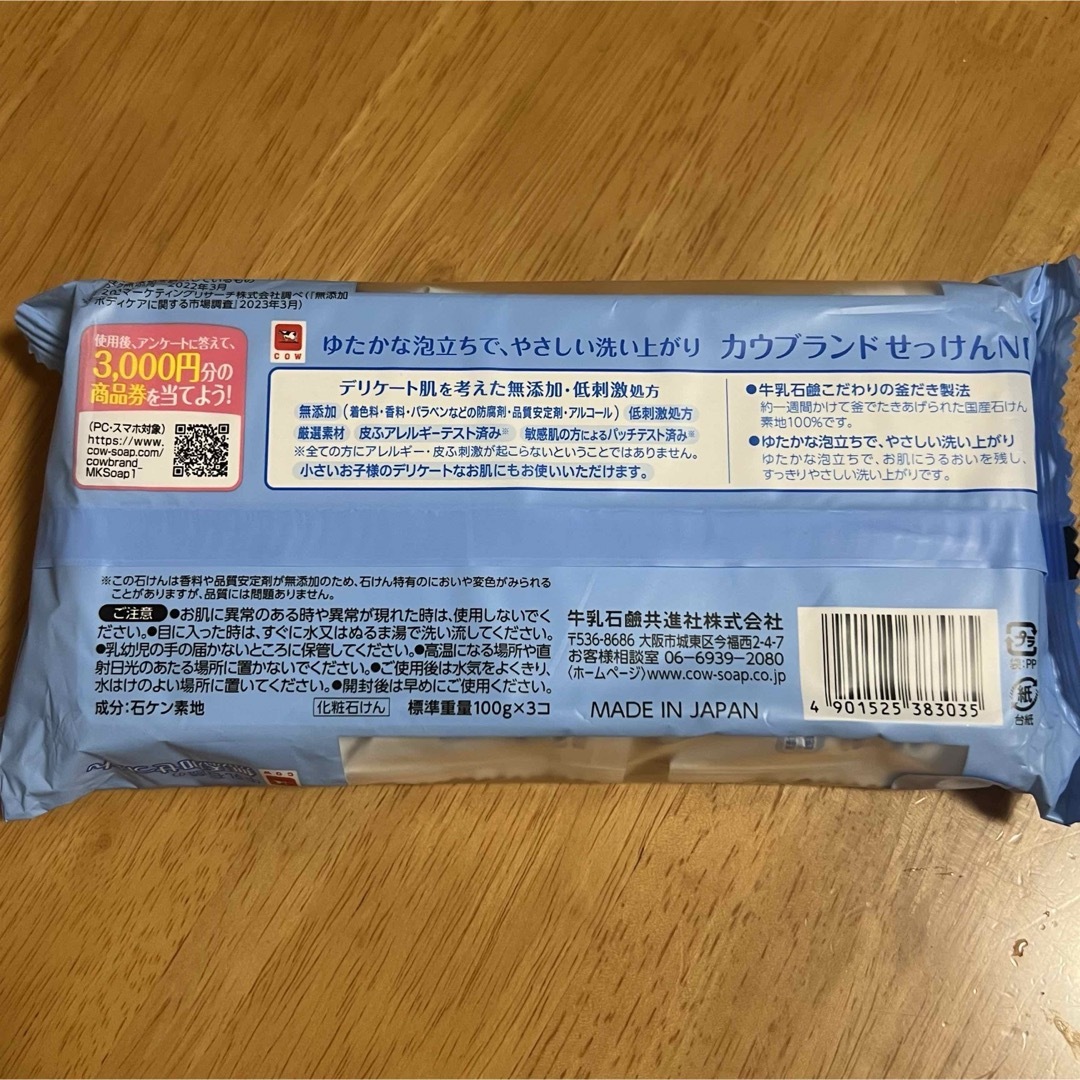 2022年3月
マーケティングリサーチ株式会社調べ(「無添加
ボディケアに関する市場調査」2023年3月)
使用後、アンケートに答えて、
3,000円分の
商品券を当てよう!
(PC・スマホ対象)
https://www.
cow-soap.com/
cowbrand_
MKSoap1
COW
ゆたかな泡立ちで、やさしい洗い上がり カウブランド せっけんN
デリケート肌を考えた無添加・低刺激処方
無添加(着色料・香料・パラベンなどの防腐剤・品質安定剤・アルコール) 低刺激処方
厳選素材 皮ふアレルギーテスト済み※ 敏感肌の方によるパッチテスト済み※
※全ての方にアレルギー・皮ふ刺激が起こらないということではありません。
小さいお子様のデリケートなお肌にもお使いいただけます。
●牛乳石鹼こだわりの釜だき製法
約一週間かけて釜でたきあげられた国産石けん
素地100%です。
●ゆたかな泡立ちで、やさしい洗い上がり
ゆたかな泡立ちで、お肌にうるおいを残し、
すっきりやさしい洗い上がりです。
※この石けんは香料や品質安定剤が無添加のため、石けん特有のにおいや変色がみられる
ことがありますが、品質には問題ありません。
ご注意 ●お肌に異常のある時や異常が現れた時は、使用しないでく
ださい。●目に入った時は、すぐに水又はぬるま湯で洗い流してください。
●乳幼児の手の届かないところに保管してください。●高温になる場所や直
射日光のあたる場所に置かないでください。●ご使用後は水気をよくきり、
水はけのよい場所に置いてください。●開封後は早めにご使用ください。
成分:石ケン素地 化粧石けん 標準重量100g×3コ
牛乳石鹼共進社株式会社
〒536-8686 大阪市城東区今福西2-4-7
お客様相談室 06-6939-2080
〈ホームページ〉www.cow-soap.co.jp
MADE IN JAPAN
4 901525 383035
プラ
袋:PP
紙
台紙
COW